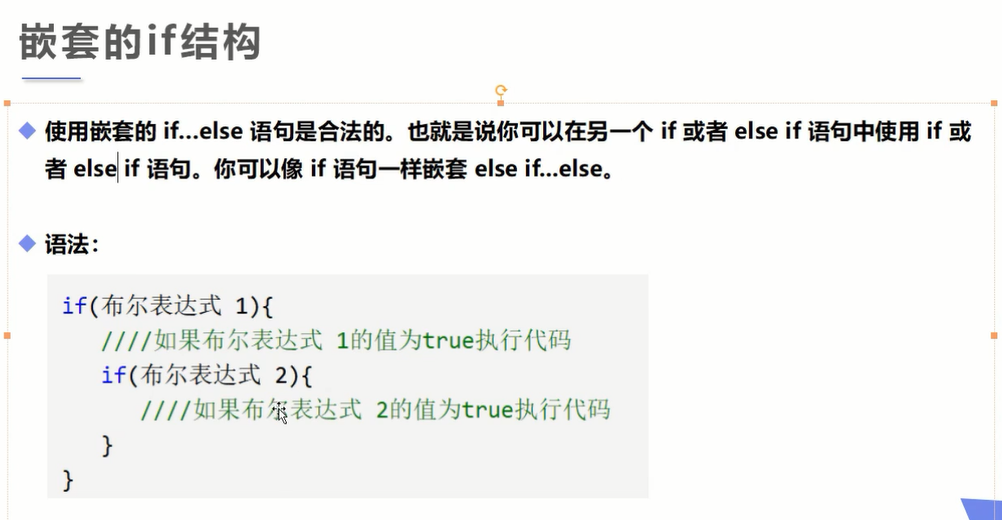 嵌套的if结构
使用嵌套的 if…else 语句是合法的。也就是说你可以在另一个 if 或者 else if 语句中使用 if 或
者 else if 语句。你可以像 if 语句一样嵌套 else if…else。
语法：
if(布尔表达式 1){
////如果布尔表达式 1的值为true执行代码
if(布尔表达式 2){
////如果布尔表达式 2的值为true执行代码
}
}